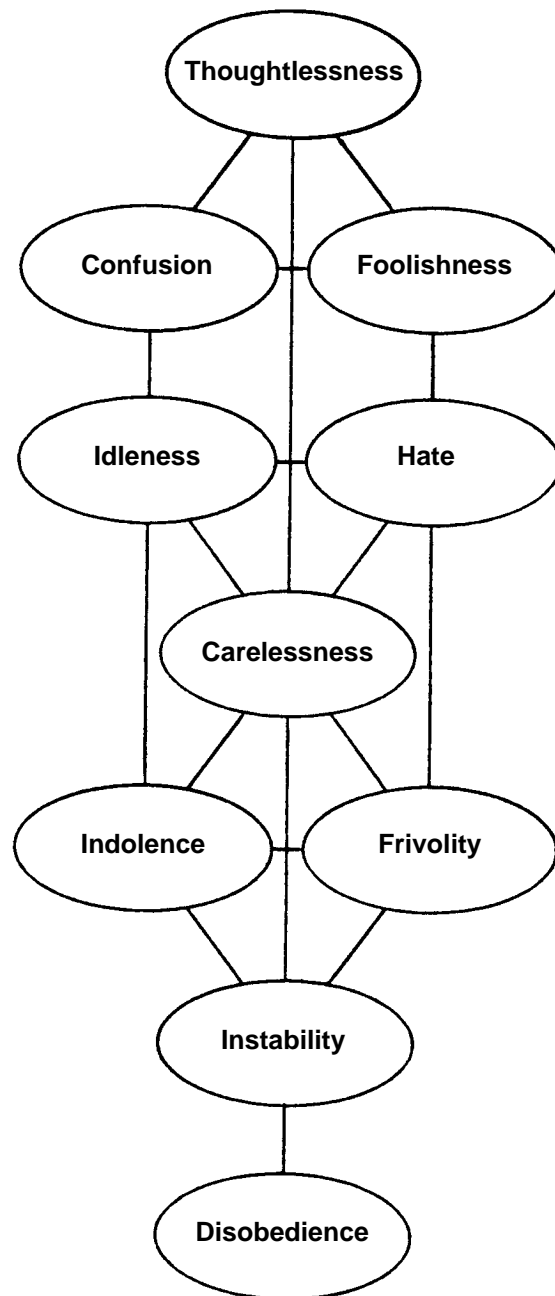 Thoughtlessness
Confusion
Foolishness
Idleness
Hate
Carelessness
Indolence
Frivolity
Instability
Disobedience